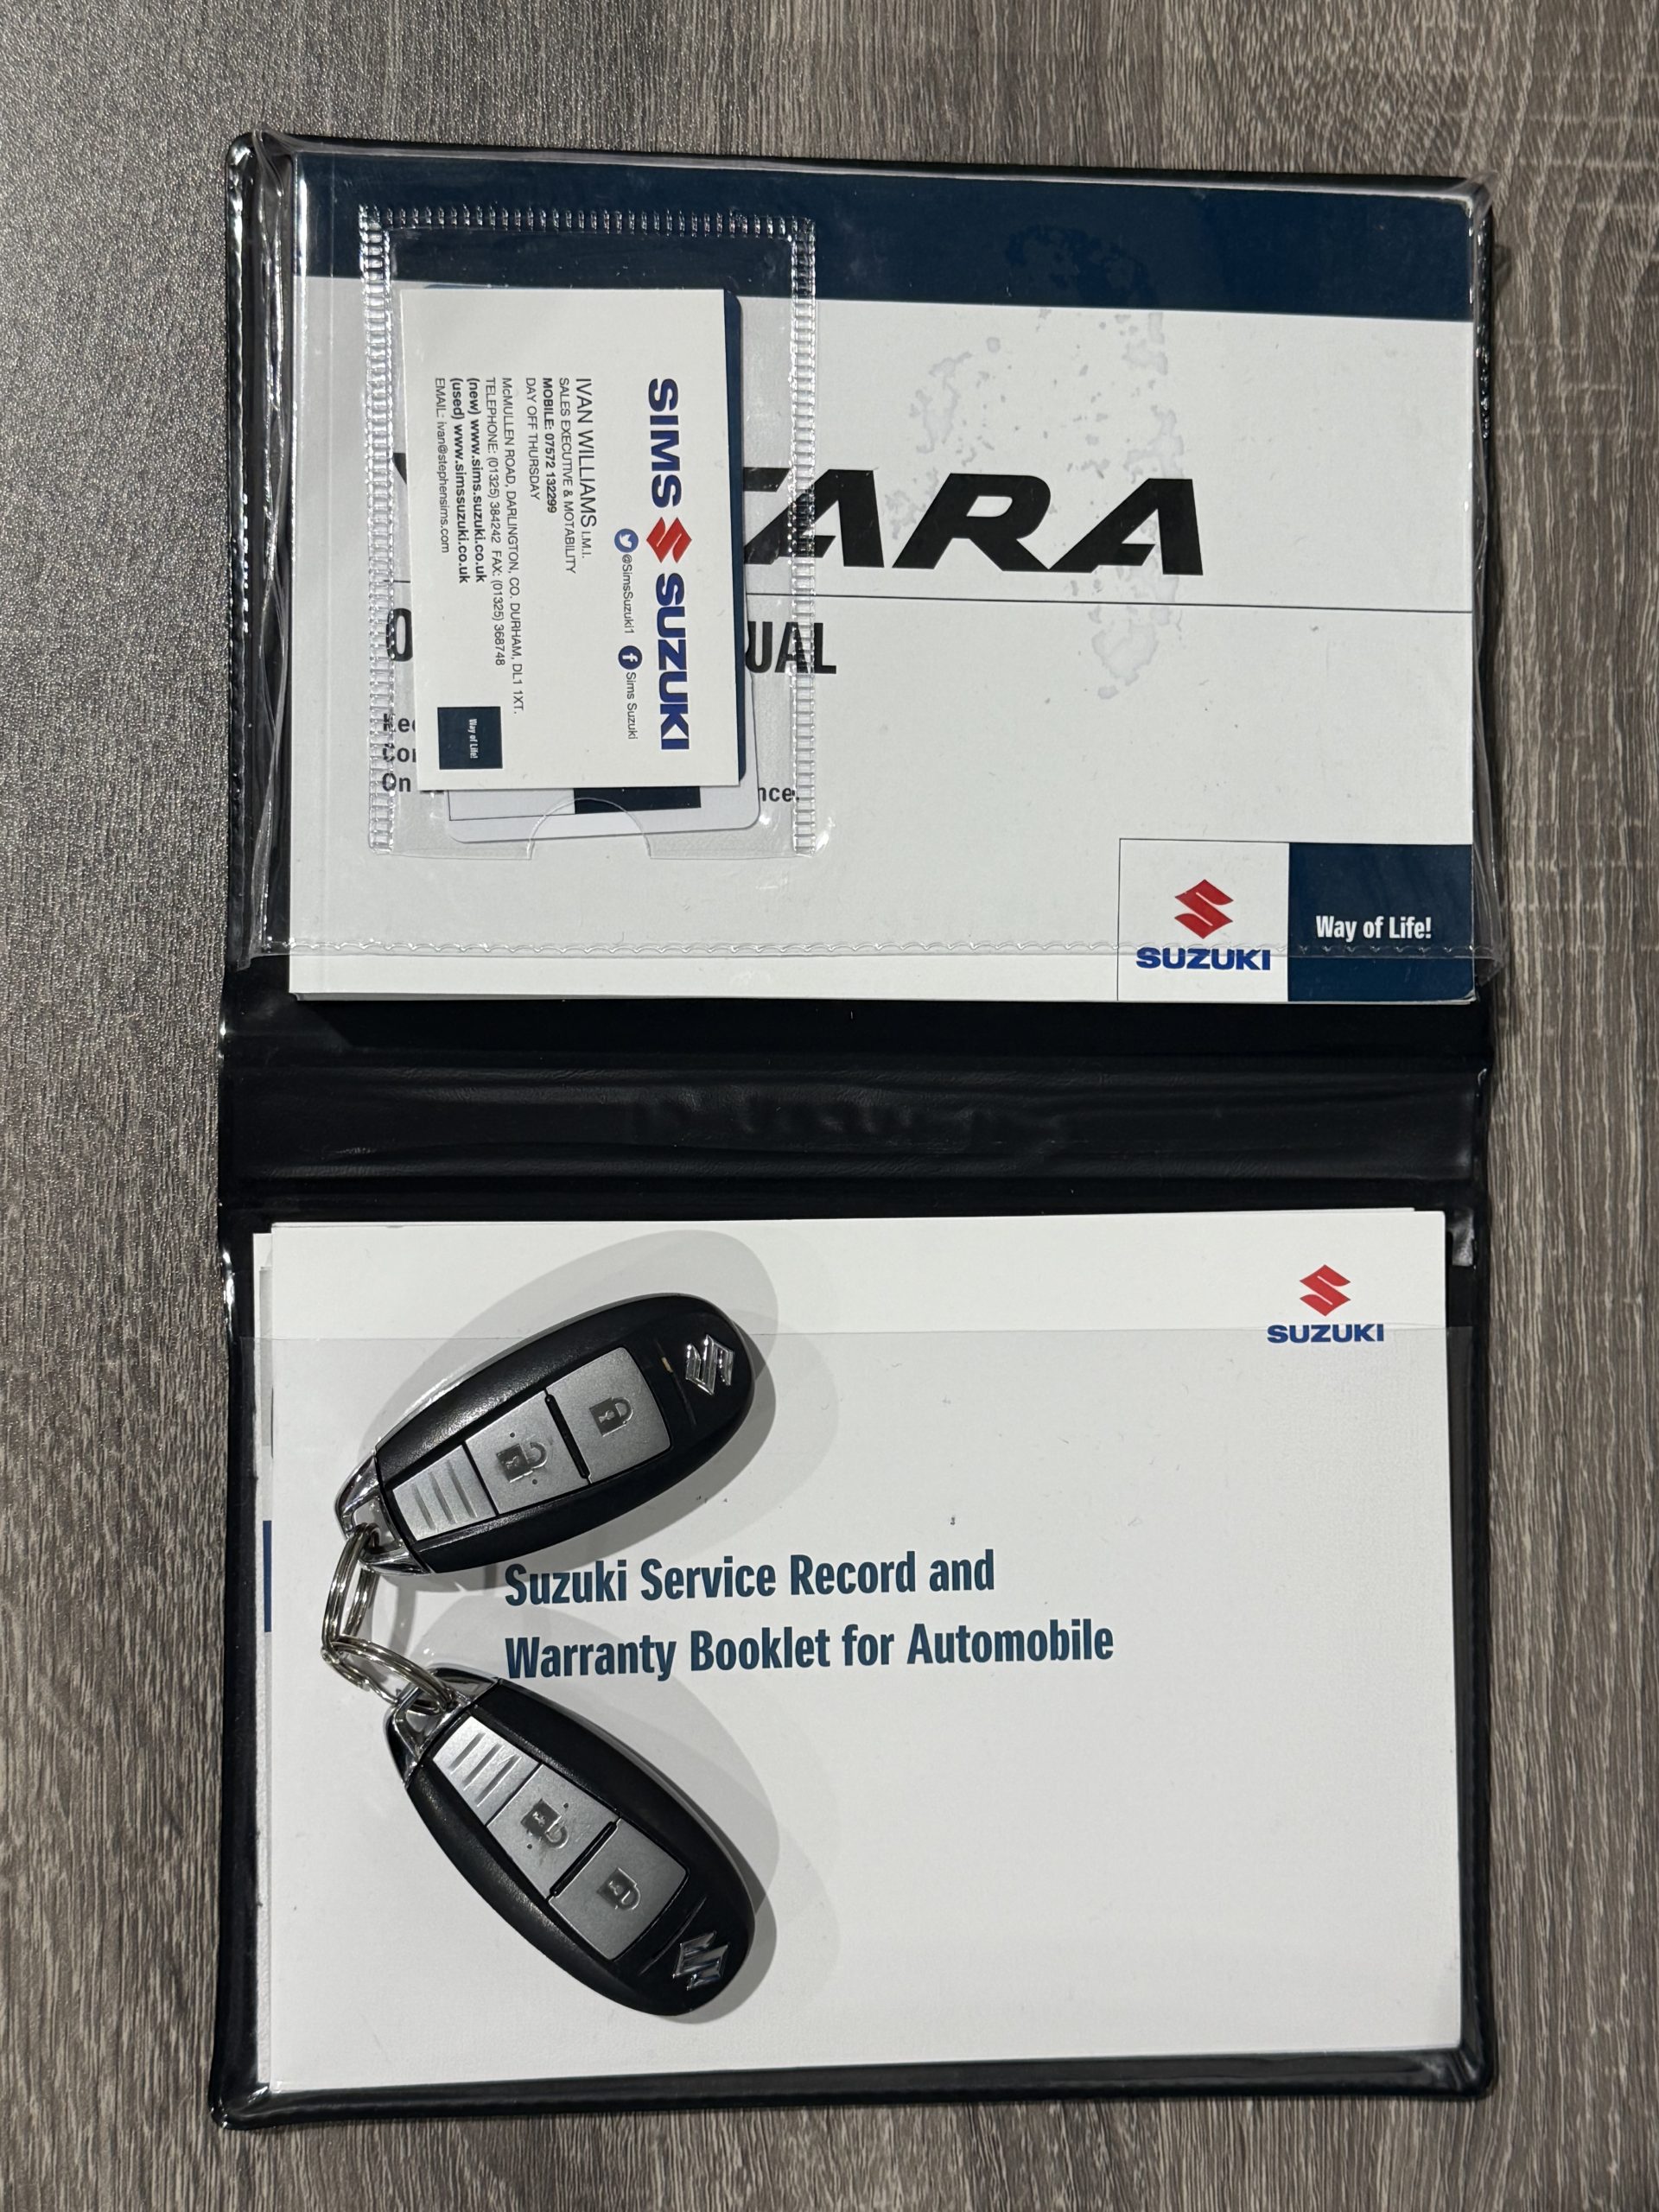 ARA
UAL
nce.
On
SIMS SUZUKI
@SimsSuzuki1 Sims Suzuki
IVAN WILLIAMS I.M.I.
SALES EXECUTIVE & MOTABILITY
MOBILE: 07572 132299
DAY OFF THURSDAY
McMULLEN ROAD, DARLINGTON, CO. DURHAM, DL1 1XT.
TELEPHONE: (01325) 384242 FAX: (01325) 368748
(new) www.sims.suzuki.co.uk
(used) www.simssuzuki.co.uk
EMAIL: ivan@stephensims.com
Way of Life!
SUZUKI
Way of Life!
SUZUKI
Suzuki Service Record and
Warranty Booklet for Automobile